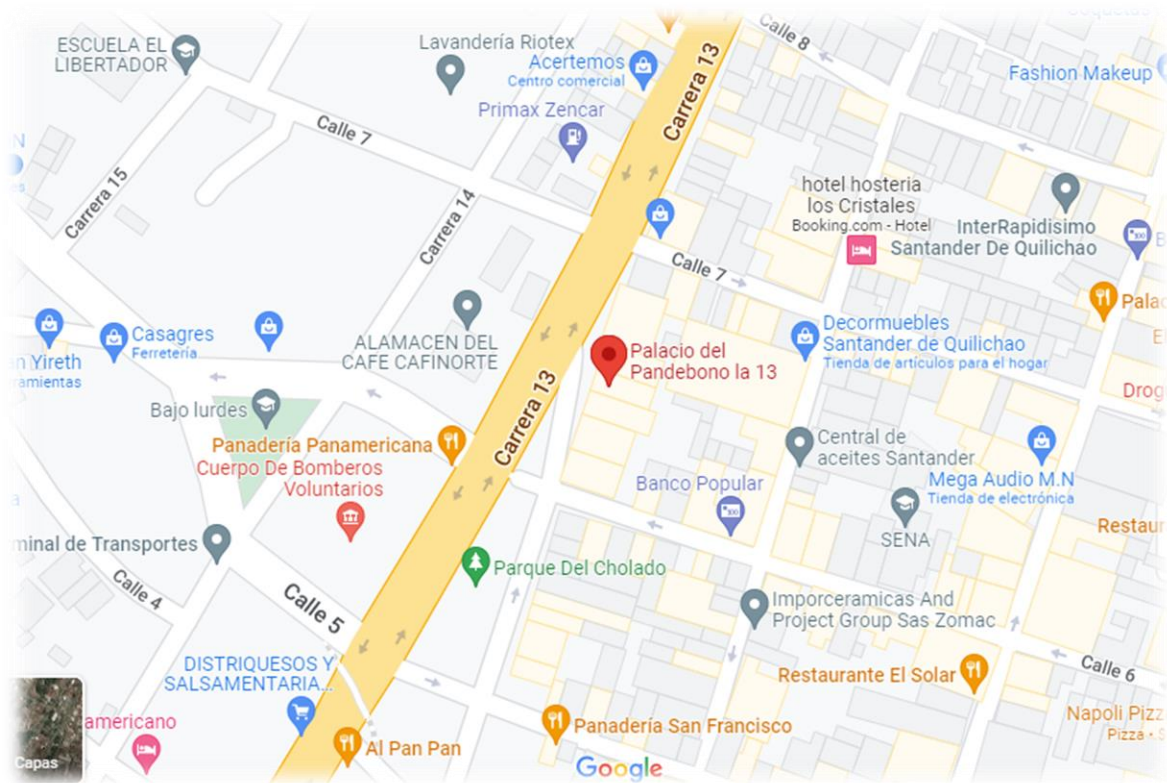 ESCUELA EL
LIBERTADOR
Lavandería Riotex
Acertemos
Centro comercial
Primax Zencar
Carrera 13
Calle 8
Fashion Makeup
Calle 7
Carrera 15
Carrera 14
hotel hosteria
los Cristales
Booking.com - Hotel
InterRapidisimo
Santander De Quilichao
Calle 7
Casagres
Ferretería
Yireth
ALAMACEN DEL
CAFE CAFINORTE
Palacio del
Pandebono la 13
Decormuebles
Santander de Quilichao
Tienda de artículos para el hogar
Drog
Bajo lurdes
Carrera 13
Panadería Panamericana
Cuerpo De Bomberos
Voluntarios
Central de
aceites Santander
Banco Popular
Mega Audio M.N
Tienda de electrónica
SENA
Restaur
minal de Transportes
Parque Del Cholado
Calle 4
Calle 5
Imporceramicas And
Project Group Sas Zomac
Calle 6
DISTRIQUESOS Y
SALSAMENTARIA...
Restaurante El Solar
americano
Al Pan Pan
Panadería San Francisco
Napoli Pizz
Pizza
Capas
Google